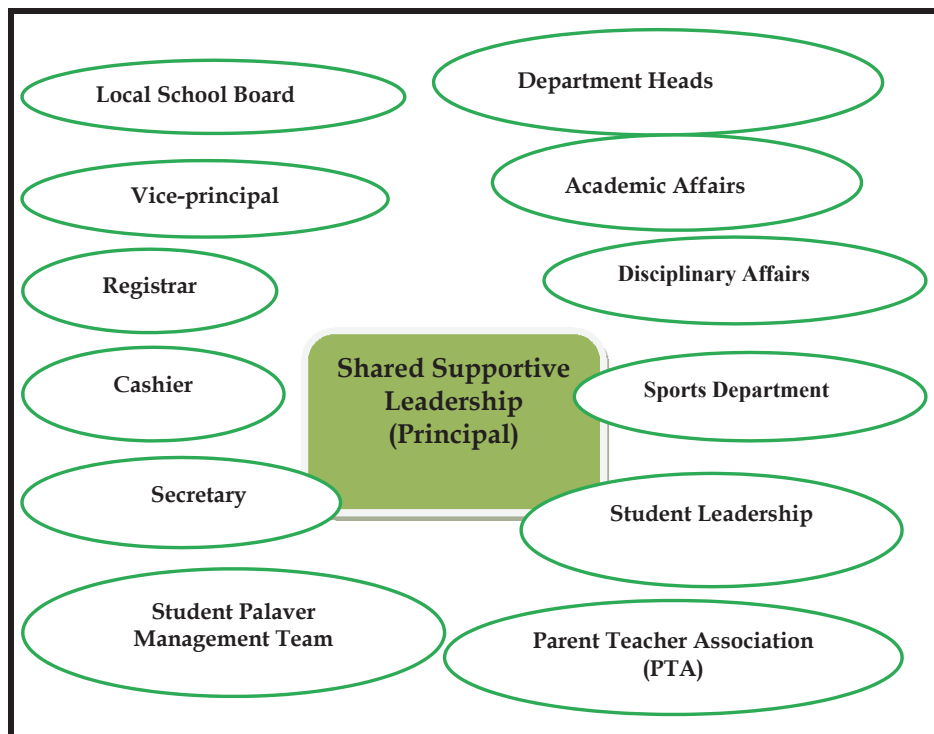 Local School Board
Department Heads
Vice-principal
Academic Affairs
Registrar
Disciplinary Affairs
Cashier
Shared Supportive
Leadership
(Principal)
Sports Department
Secretary
Student Leadership
Student Palaver
Management Team
Parent Teacher Association
(PTA)